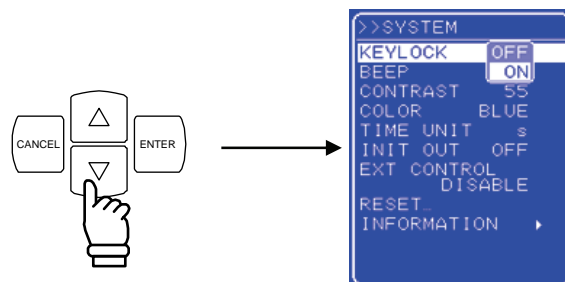 CANCEL
ENTER
>>SYSTEM
KEYLOCK OFF
BEEP ON
CONTRAST 55
COLOR BLUE
TIME UNIT s
INIT OUT OFF
EXT CONTROL
DISABLE
RESET…
INFORMATION